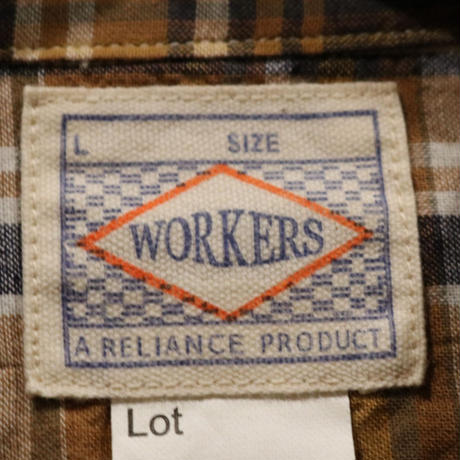 L SIZE
WORKERS
A RELIANCE PRODUCT
Lot